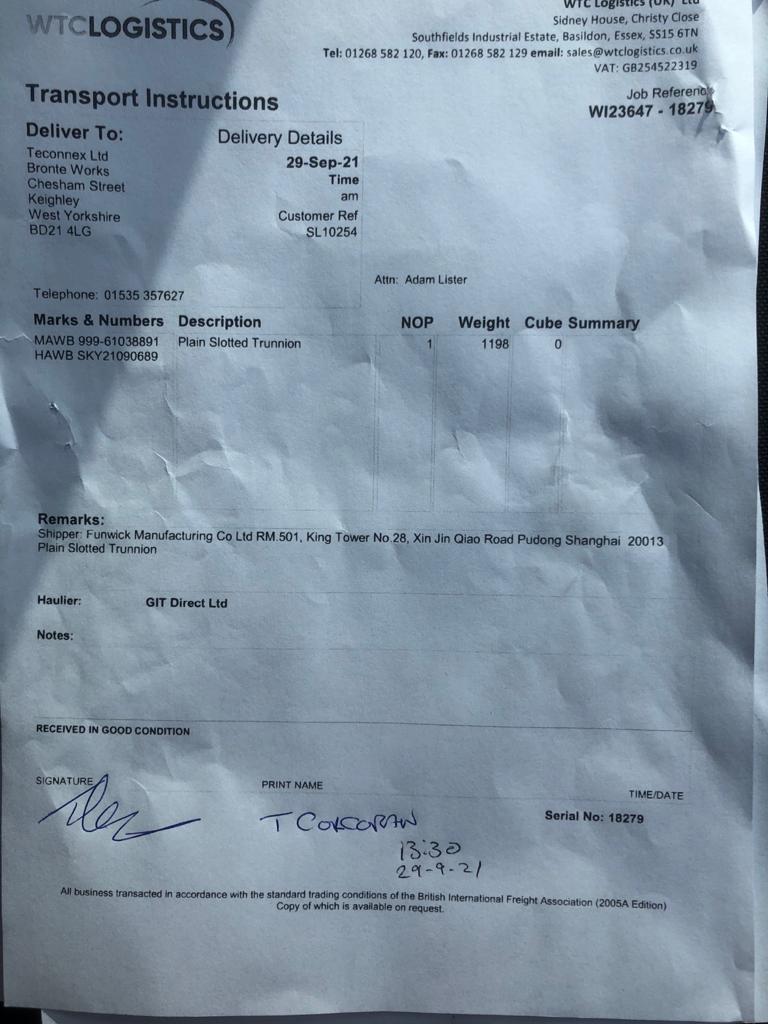 WTCLOGISTICS
WTC Logistics (UK) Ltd
Sidney House, Christy Close
Southfields Industrial Estate, Basildon, Essex, SS15 6TN
Tel: 01268 582 120, Fax: 01268 582 129 email: sales@wtclogistics.co.uk
VAT: GB254522319
Transport Instructions
Job Reference
WI23647 - 18279
Deliver To:
Teconnex Ltd
Bronte Works
Chesham Street
Keighley
West Yorkshire
BD21 4LG
Delivery Details
29-Sep-21
Time
am
Customer Ref
SL10254
Attn: Adam Lister
Telephone: 01535 357627
Marks & Numbers Description NOP Weight Cube Summary
MAWB 999-61038891 Plain Slotted Trunnion 1 1198 0
HAWB SKY21090689
Remarks:
Shipper: Funwick Manufacturing Co Ltd RM.501, King Tower No.28, Xin Jin Qiao Road Pudong Shanghai 20013
Plain Slotted Trunnion
Haulier: GIT Direct Ltd
Notes:
RECEIVED IN GOOD CONDITION
SIGNATURE PRINT NAME TIME/DATE
T CORCORAN Serial No: 18279
13:30
29-9-21
All business transacted in accordance with the standard trading conditions of the British International Freight Association (2005A Edition)
Copy of which is available on request.